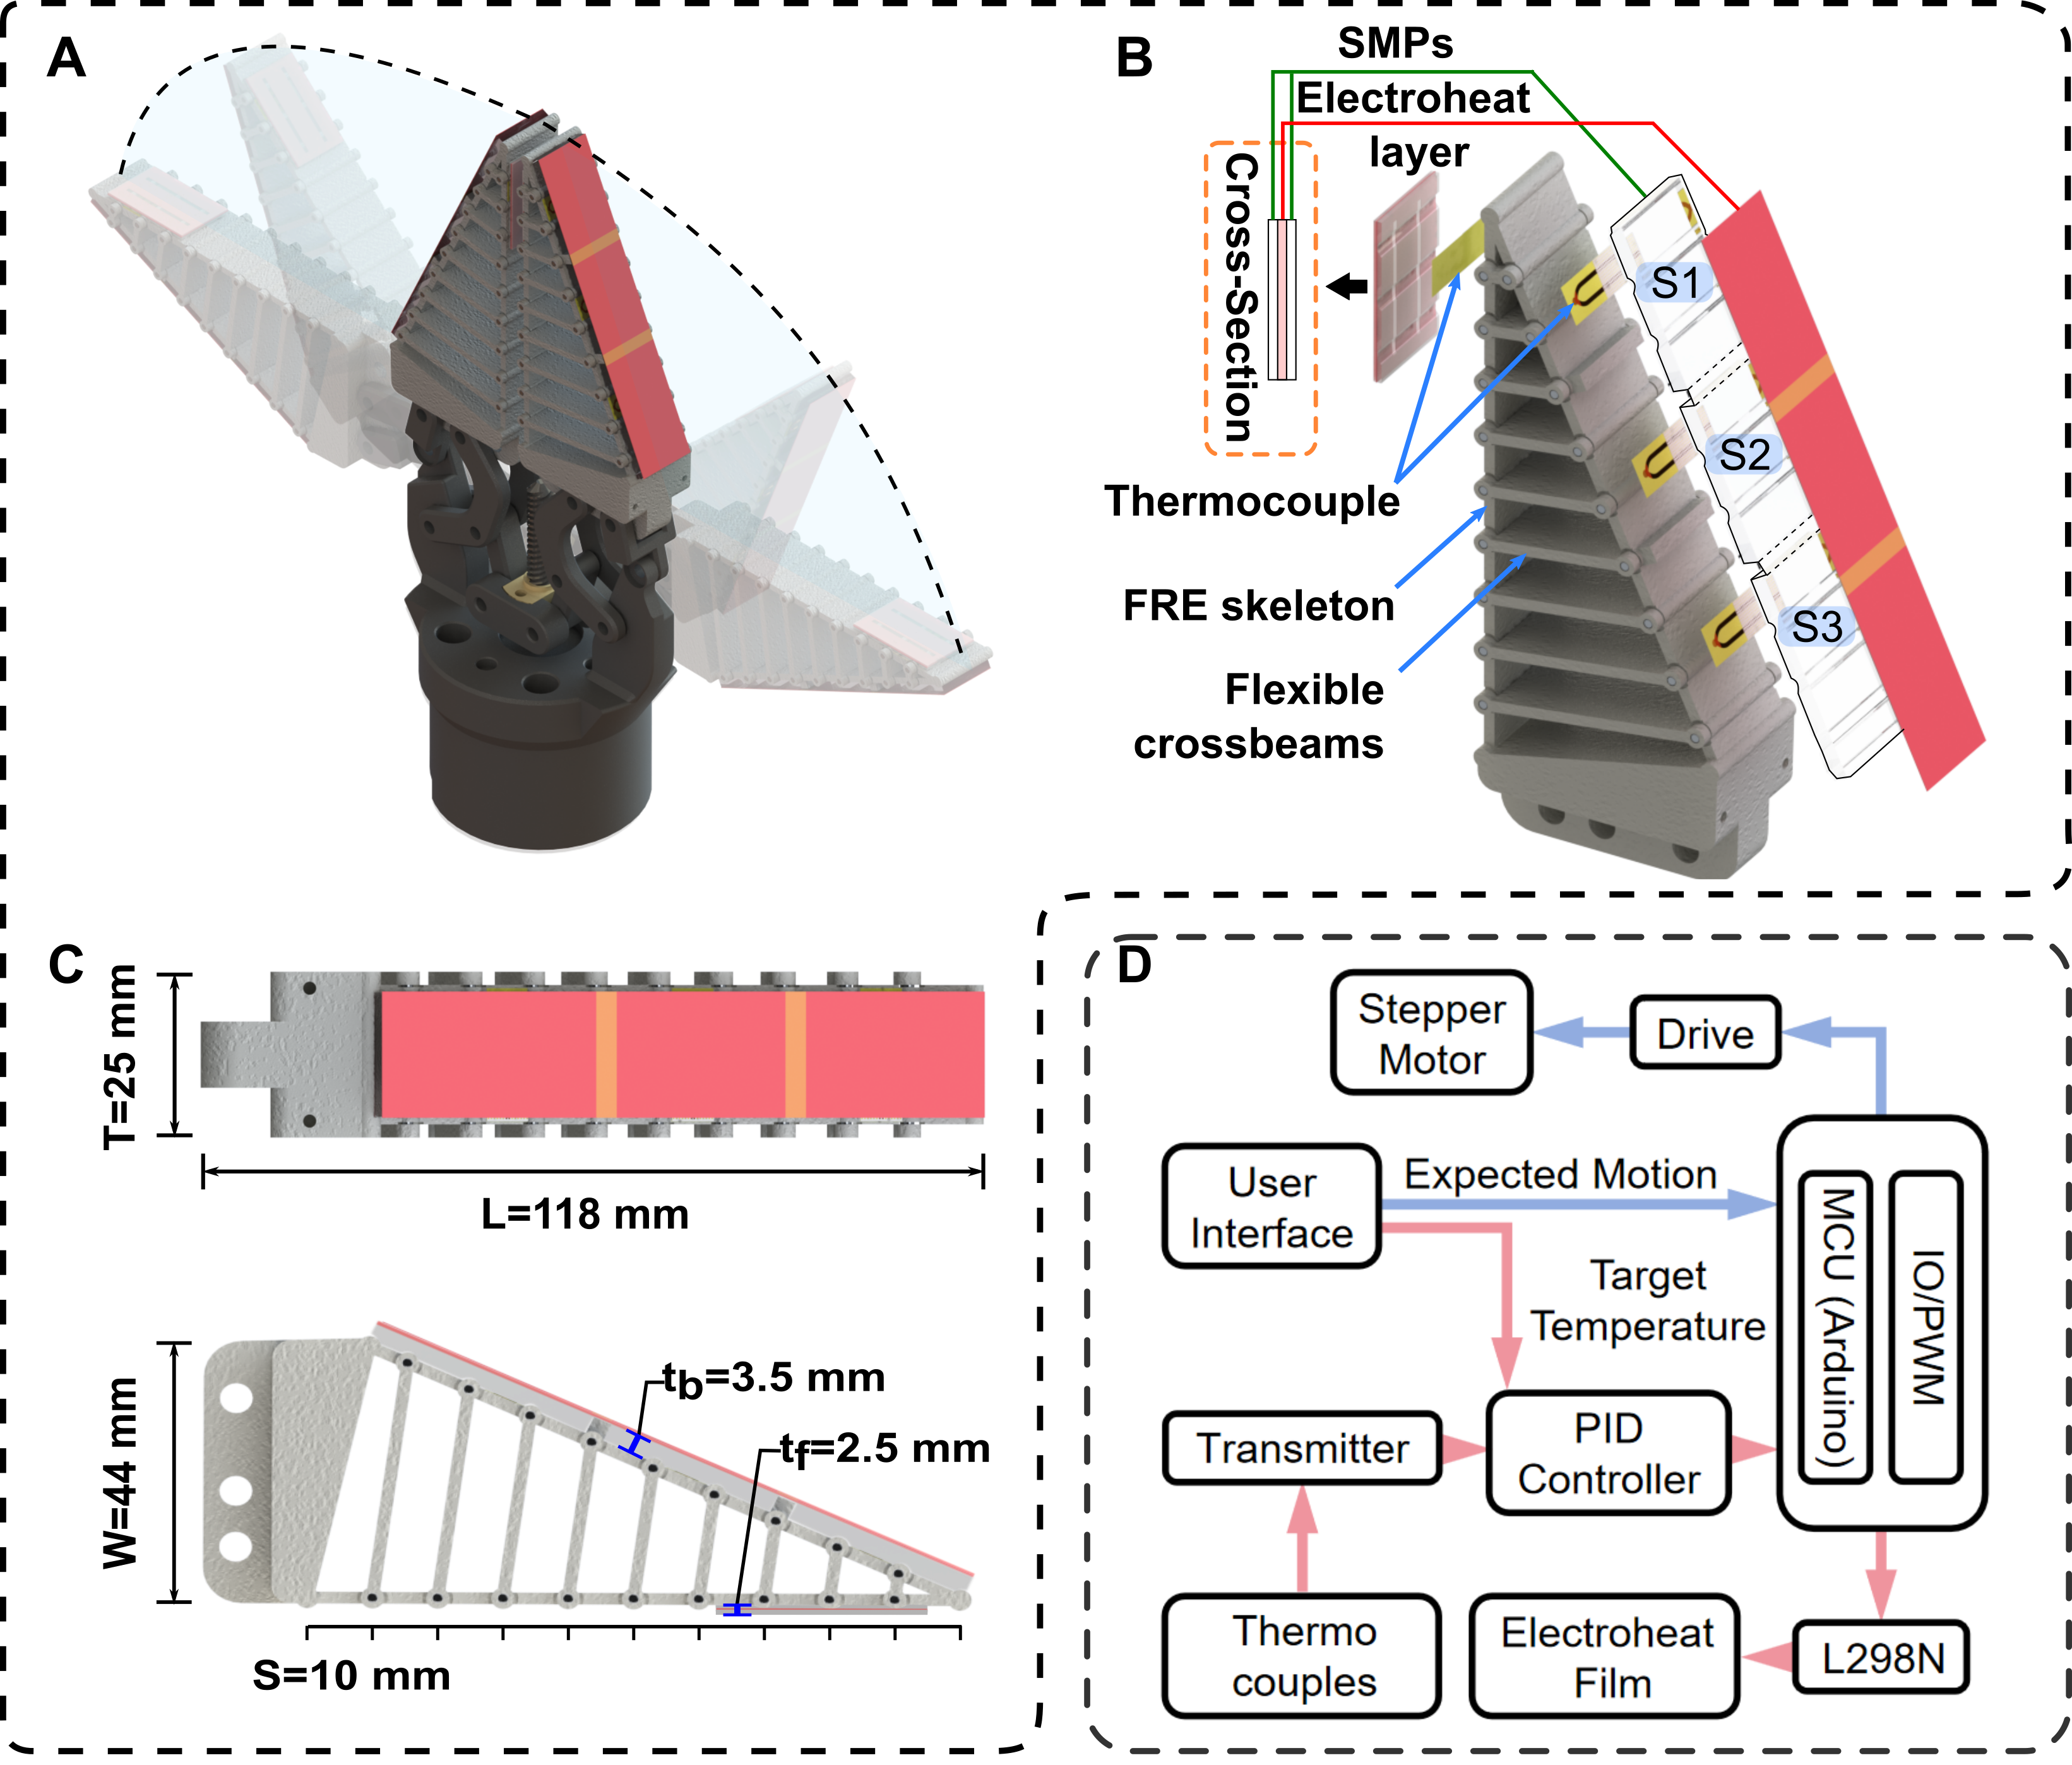 A
B
SMPs
Electroheat
layer
Cross-Section
S1
S2
S3
Thermocouple
FRE skeleton
Flexible
crossbeams
C
T=25 mm
L=118 mm
W=44 mm
tb=3.5 mm
tf=2.5 mm
S=10 mm
D
Stepper
Motor
Drive
User
Interface
Expected Motion
Target
Temperature
MCU (Arduino)
IO/PWM
Transmitter
PID
Controller
Thermo
couples
Electroheat
Film
L298N